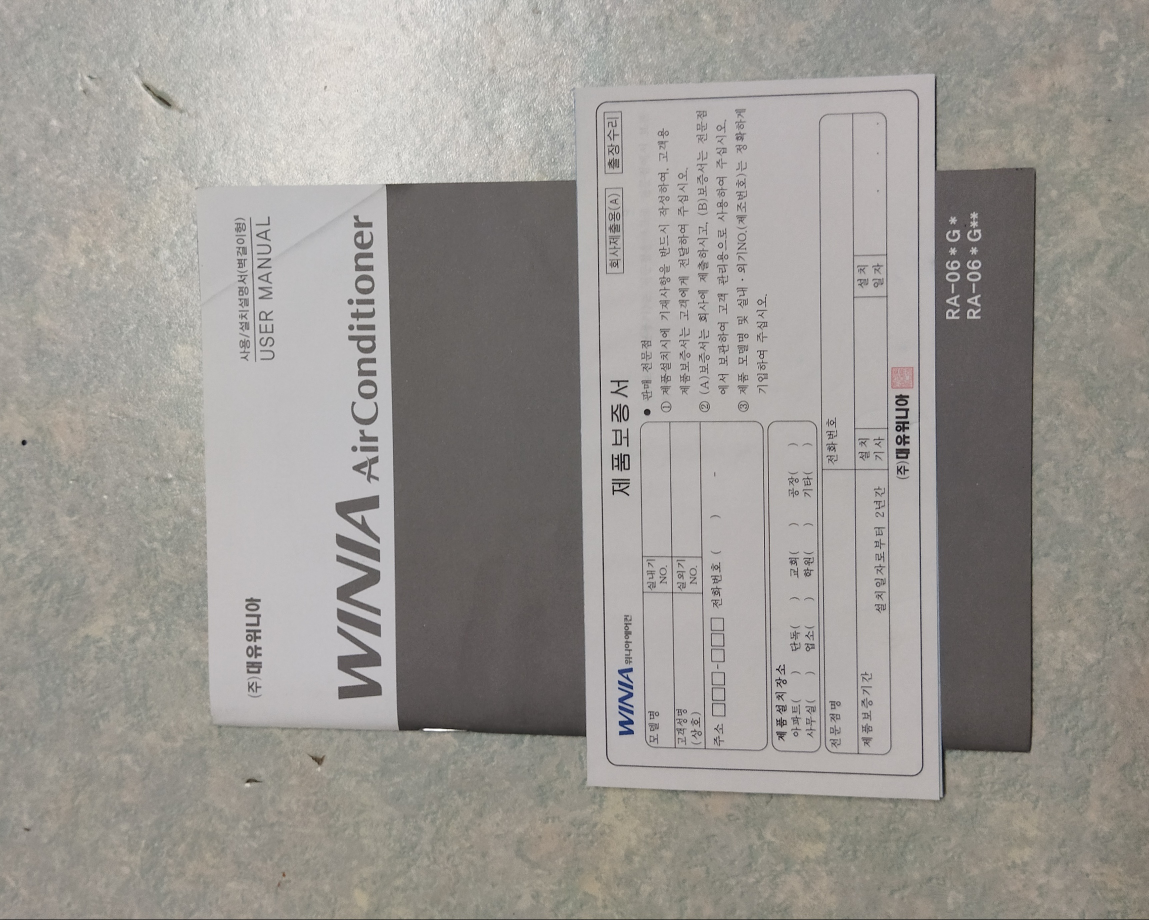 (주)대유위니아
사용/설치설명서(벽걸이형)
USER MANUAL
WINIA AirConditioner
WINIA 위니아에어컨
제품보증서
회사제출용(A)
출장수리
모델명
실내기 NO.
고객성명 (상호)
실외기 NO.
주소 □□□-□□□ 전화번호 ( ) -
● 판매 전문점
① 제품설치시에 기재사항을 반드시 작성하여, 고객용
제품보증서는 고객에게 전달하여 주십시오.
② (A)보증서는 회사에 제출하시고, (B)보증서는 전문점
에서 보관하여 고객 관리용으로 사용하여 주십시오.
③ 제품 모델명 및 실내·외기NO.(제조번호)는 정확하게
기입하여 주십시오.
제품설치장소
아파트( ) 단독( ) 교회( ) 공장( )
사무실( ) 업소( ) 학원( ) 기타( )
전문점명
전화번호
제품보증기간
설치일자로부터 2년간
설치 기사
설치 일자
(주)대유위니아
RA-06*G*
RA-06*G**